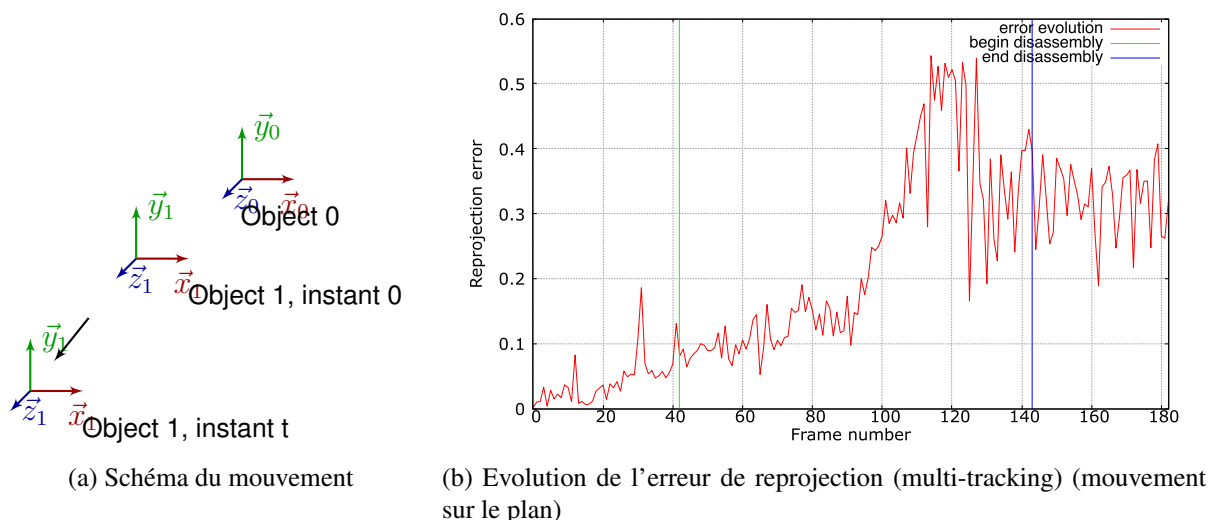 y⃗0
z⃗0
x⃗0
Object 0
y⃗1
z⃗1
x⃗1
Object 1, instant 0
y⃗1
z⃗1
x⃗1
Object 1, instant t
(a) Schéma du mouvement
0.6
0.5
0.4
0.3
0.2
0.1
0
Reprojection error
error evolution
begin disassembly
end disassembly
0 20 40 60 80 100 120 140 160 180
Frame number
(b) Evolution de l'erreur de reprojection (multi-tracking) (mouvement
sur le plan)